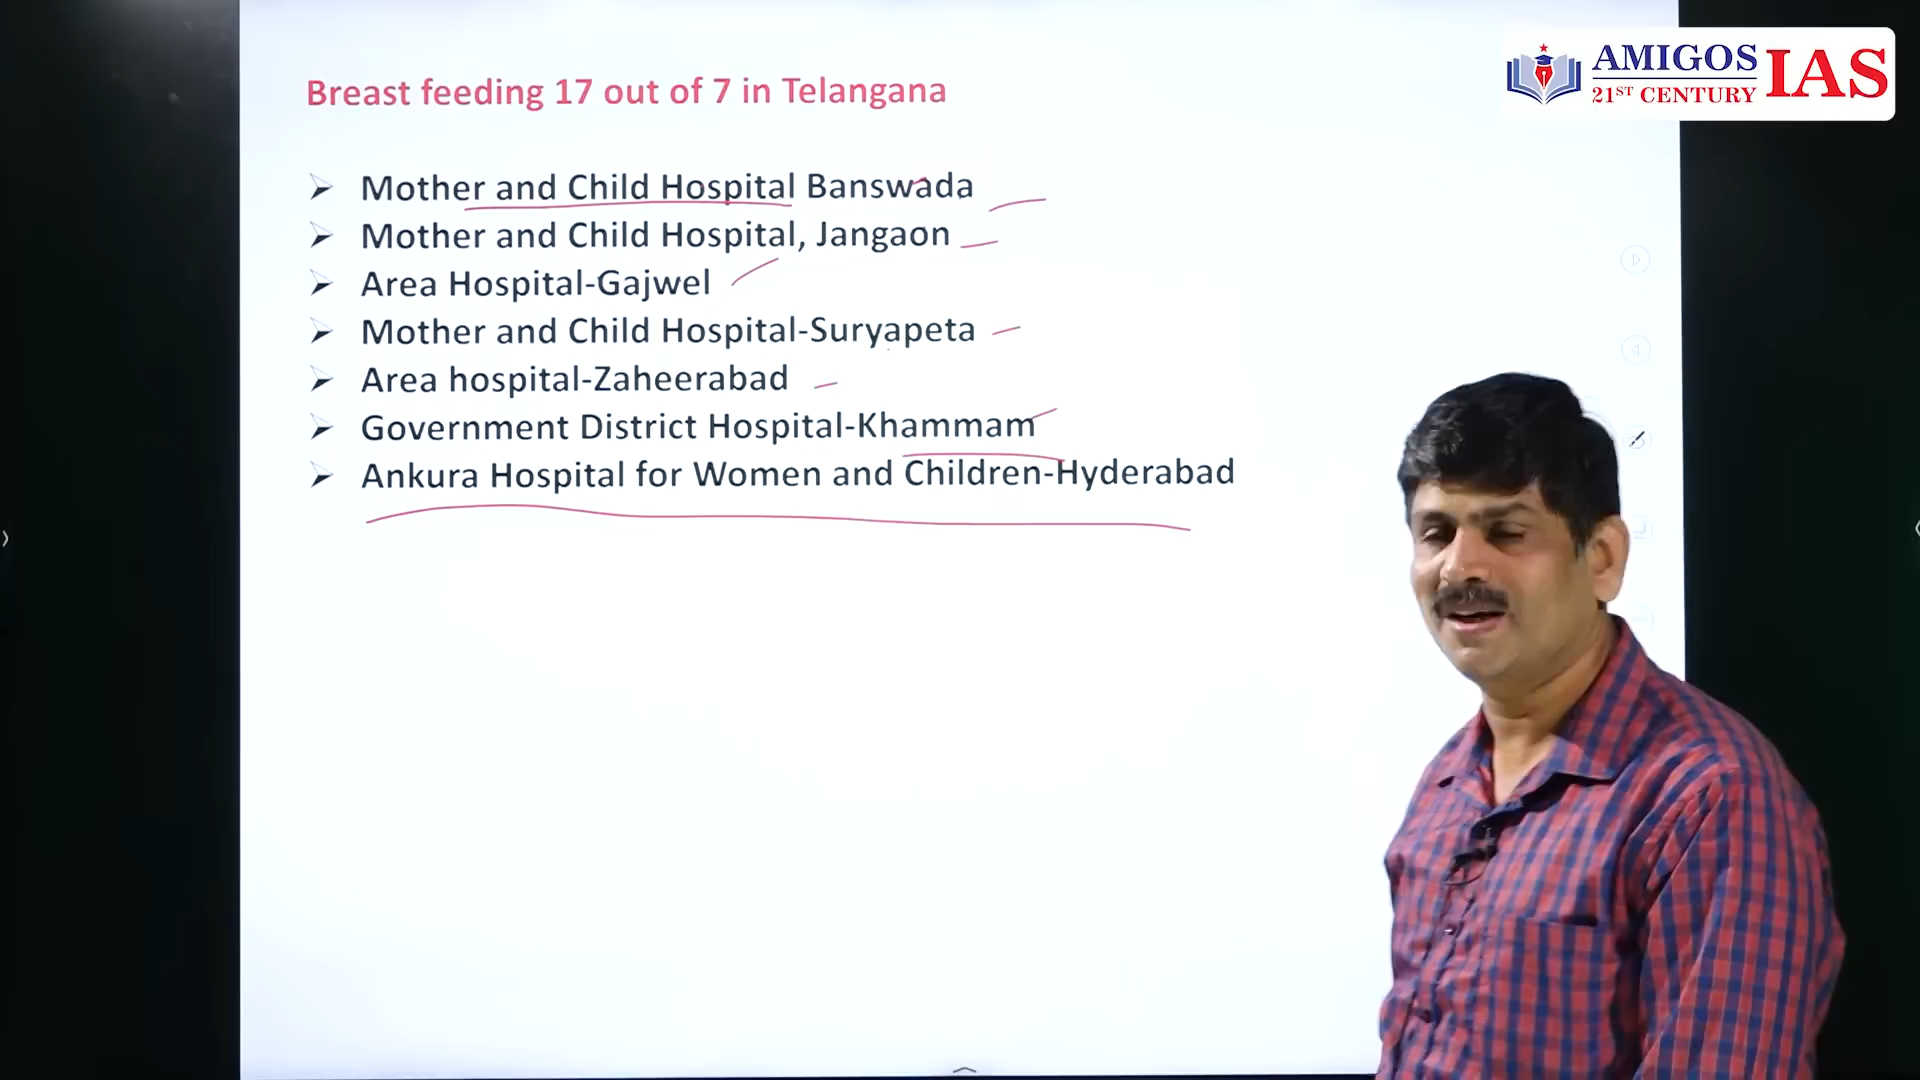 AMIGOS
21ST CENTURY
IAS
Breast feeding 17 out of 7 in Telangana
Mother and Child Hospital Banswada
Mother and Child Hospital, Jangaon
Area Hospital-Gajwel
Mother and Child Hospital-Suryapeta
Area hospital-Zaheerabad
Government District Hospital-Khammam
Ankura Hospital for Women and Children-Hyderabad